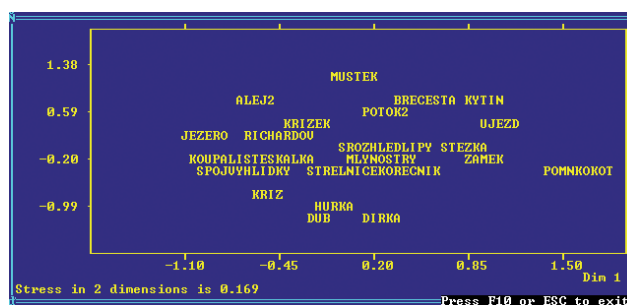 1.38
MUSTEK
ALEJ2 BRECESTA KYTIN
0.59 POTOK2
KRIZEK UJEZD
JEZERO RICHARDOV
SROZHLEDLIPY STEZKA
-0.20 KOUPALISTESKALKA MLYNOSTRY ZAMEK
SPOJVYHLIDKY STRELNICEKORECNIK POMNKOKOT
KRIZ
-0.99 HURKA
DUB DIRKA
-1.10 -0.45 0.20 0.85 1.50
Dim 1
Stress in 2 dimensions is 0.169
Press F10 or ESC to exit